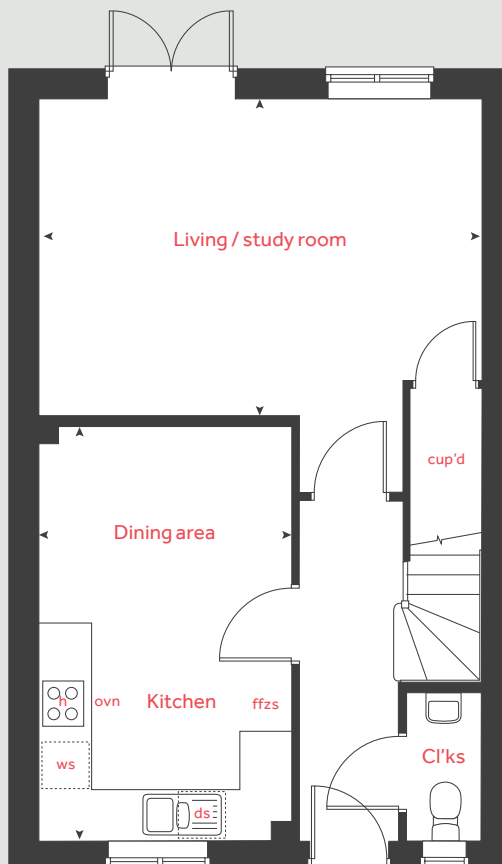 Living / study room
cup'd
Dining area
h
ovn
Kitchen
ffzs
ws
Cl'ks
ds